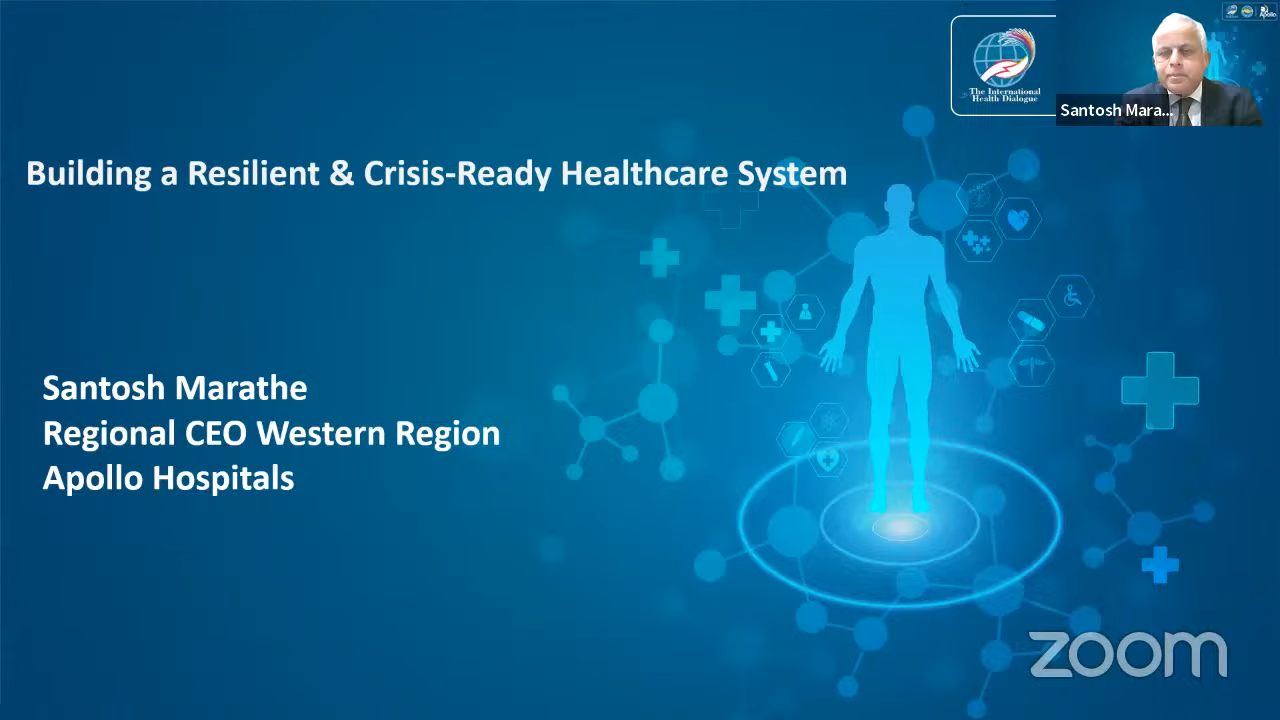 The International
Health Dialogue
Santosh Mara...
Building a Resilient & Crisis-Ready Healthcare System
Santosh Marathe
Regional CEO Western Region
Apollo Hospitals
zoom